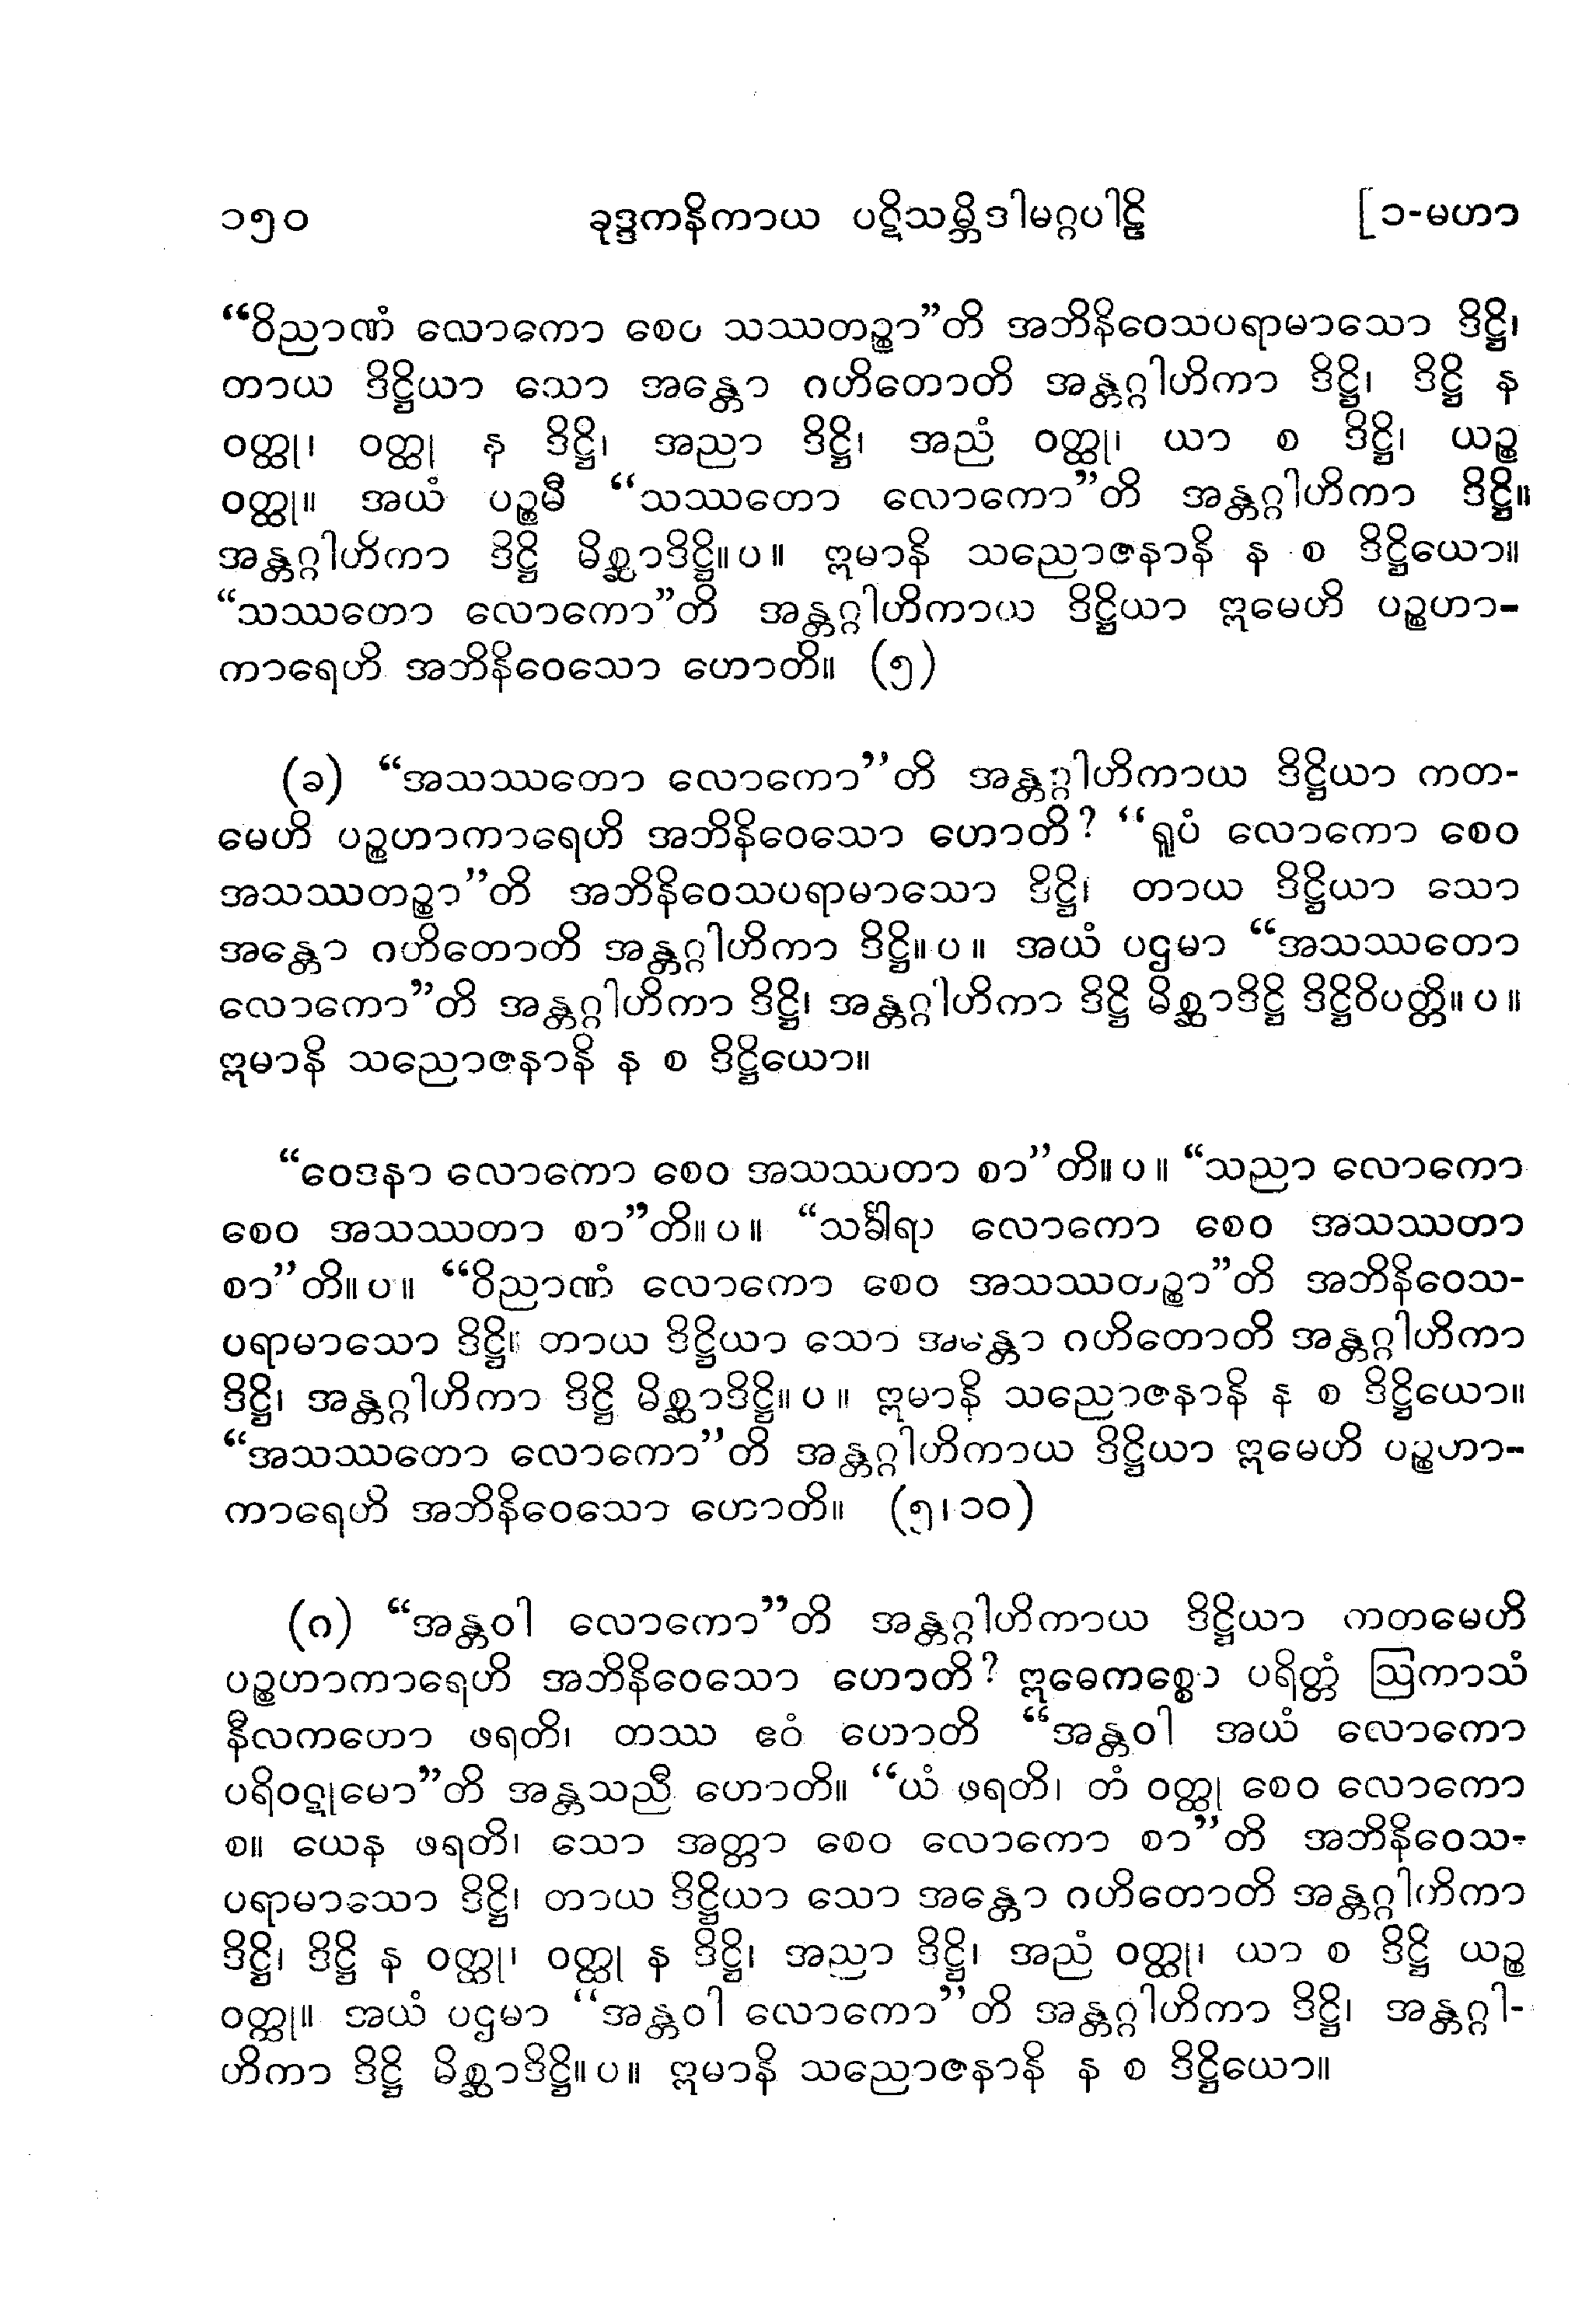 ၁၅၀ ခုဒ္ဒကနိကာယ ပဋိသမ္ဘိဒါမဂ္ဂပါဠိ [၁-မဟာ
“ဝိညာဏံ လောကော စေဝ သဿတဉ္စာ”တိ အဘိနိဝေသပရာမာသော ဒိဋ္ဌိ၊
တာယ ဒိဋ္ဌိယာ သော အန္တော ဂဟိတောတိ အန္တဂ္ဂါဟိကာ ဒိဋ္ဌိ၊ ဒိဋ္ဌိ န
ဝတ္ထု၊ ဝတ္ထု န ဒိဋ္ဌိ၊ အညာ ဒိဋ္ဌိ၊ အညံ ဝတ္ထု၊ ယာ စ ဒိဋ္ဌိ၊ ယဉ္စ
ဝတ္ထု။ အယံ ပဉ္စမီ “သဿတော လောကော”တိ အန္တဂ္ဂါဟိကာ ဒိဋ္ဌိ။
အန္တဂ္ဂါဟိကာ ဒိဋ္ဌိ မိစ္ဆာဒိဋ္ဌိ။ပ။ ဣမာနိ သညောဇနာနိ န စ ဒိဋ္ဌိယော။
“သဿတော လောကော”တိ အန္တဂ္ဂါဟိကာယ ဒိဋ္ဌိယာ ဣမေဟိ ပဉ္စဟာ-
ကာရေဟိ အဘိနိဝေသော ဟောတိ။ (၅)
(ခ) “အသဿတော လောကော”တိ အန္တဂ္ဂါဟိကာယ ဒိဋ္ဌိယာ ကတ-
မေဟိ ပဉ္စဟာကာရေဟိ အဘိနိဝေသော ဟောတိ? “ရူပံ လောကော စေဝ
အသဿတဉ္စာ”တိ အဘိနိဝေသပရာမာသော ဒိဋ္ဌိ၊ တာယ ဒိဋ္ဌိယာ သော
အန္တော ဂဟိတောတိ အန္တဂ္ဂါဟိကာ ဒိဋ္ဌိ။ပ။ အယံ ပဌမာ “အသဿတော
လောကော”တိ အန္တဂ္ဂါဟိကာ ဒိဋ္ဌိ၊ အန္တဂ္ဂါဟိကာ ဒိဋ္ဌိ မိစ္ဆာဒိဋ္ဌိ ဒိဋ္ဌိဝိပတ္တိ။ပ။
ဣမာနိ သညောဇနာနိ န စ ဒိဋ္ဌိယော။
“ဝေဒနာ လောကော စေဝ အသဿတာ စာ”တိ။ပ။ “သညာ လောကော
စေဝ အသဿတာ စာ”တိ။ပ။ “သင်္ခါရာ လောကော စေဝ အသဿတာ
စာ”တိ။ပ။ “ဝိညာဏံ လောကော စေဝ အသဿတဉ္စာ”တိ အဘိနိဝေသ-
ပရာမာသော ဒိဋ္ဌိ။ တာယ ဒိဋ္ဌိယာ သော အန္တော ဂဟိတောတိ အန္တဂ္ဂါဟိကာ
ဒိဋ္ဌိ၊ အန္တဂ္ဂါဟိကာ ဒိဋ္ဌိ မိစ္ဆာဒိဋ္ဌိ။ပ။ ဣမာနိ သညောဇနာနိ န စ ဒိဋ္ဌိယော။
“အသဿတော လောကော”တိ အန္တဂ္ဂါဟိကာယ ဒိဋ္ဌိယာ ဣမေဟိ ပဉ္စဟာ-
ကာရေဟိ အဘိနိဝေသော ဟောတိ။ (၅၊၁၀)
(ဂ) “အန္တဝါ လောကော”တိ အန္တဂ္ဂါဟိကာယ ဒိဋ္ဌိယာ ကတမေဟိ
ပဉ္စဟာကာရေဟိ အဘိနိဝေသော ဟောတိ? ဣဓေကစ္စော ပရိတ္တံ ဩကာသံ
နီလကတော ဖရတိ၊ တဿ ဧဝံ ဟောတိ “အန္တဝါ အယံ လောကော
ပရိဝဋုမော”တိ အန္တသညီ ဟောတိ။ “ယံ ဖရတိ၊ တံ ဝတ္ထု စေဝ လောကော
စ။ ယေန ဖရတိ၊ သော အတ္တာ စေဝ လောကော စာ”တိ အဘိနိဝေသ-
ပရာမာသော ဒိဋ္ဌိ၊ တာယ ဒိဋ္ဌိယာ သော အန္တော ဂဟိတောတိ အန္တဂ္ဂါဟိကာ
ဒိဋ္ဌိ၊ ဒိဋ္ဌိ န ဝတ္ထု၊ ဝတ္ထု န ဒိဋ္ဌိ၊ အညာ ဒိဋ္ဌိ၊ အညံ ဝတ္ထု၊ ယာ စ ဒိဋ္ဌိ ယဉ္စ
ဝတ္ထု။ အယံ ပဌမာ “အန္တဝါ လောကော”တိ အန္တဂ္ဂါဟိကာ ဒိဋ္ဌိ၊ အန္တဂ္ဂါ-
ဟိကာ ဒိဋ္ဌိ မိစ္ဆာဒိဋ္ဌိ။ပ။ ဣမာနိ သညောဇနာနိ န စ ဒိဋ္ဌိယော။